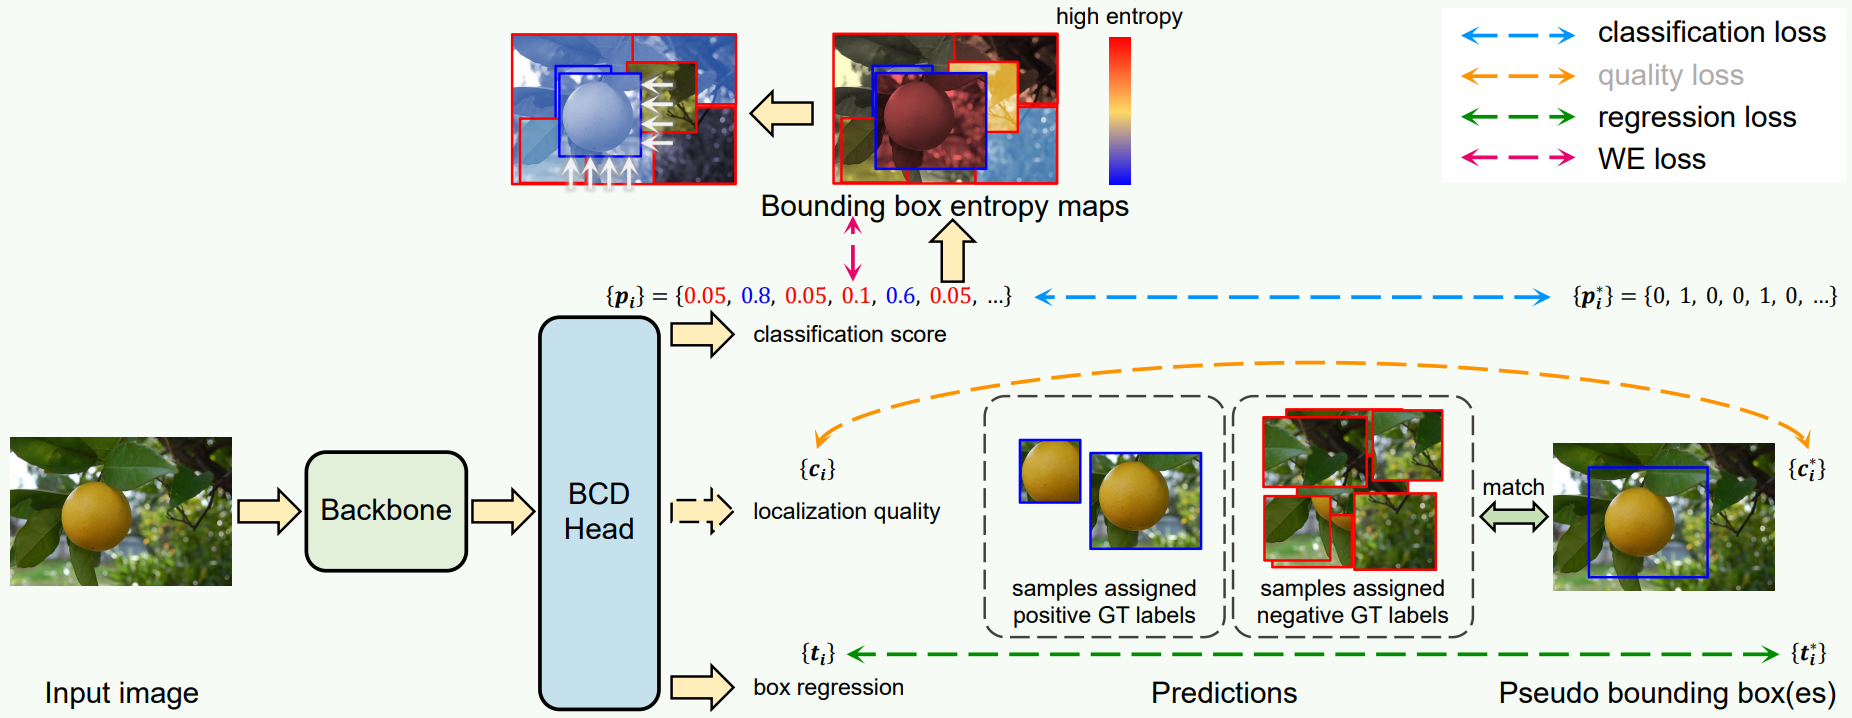 high entropy
classification loss
quality loss
regression loss
WE loss
Bounding box entropy maps
{p_i} = {0.05, 0.8, 0.05, 0.1, 0.6, 0.05, ...}
{p_i^*} = {0, 1, 0, 0, 1, 0, ...}
classification score
{c_i}
{c_i^*}
match
Backbone
BCD
Head
localization quality
samples assigned
positive GT labels
samples assigned
negative GT labels
{t_i}
{t_i^*}
box regression
Input image
Predictions
Pseudo bounding box(es)